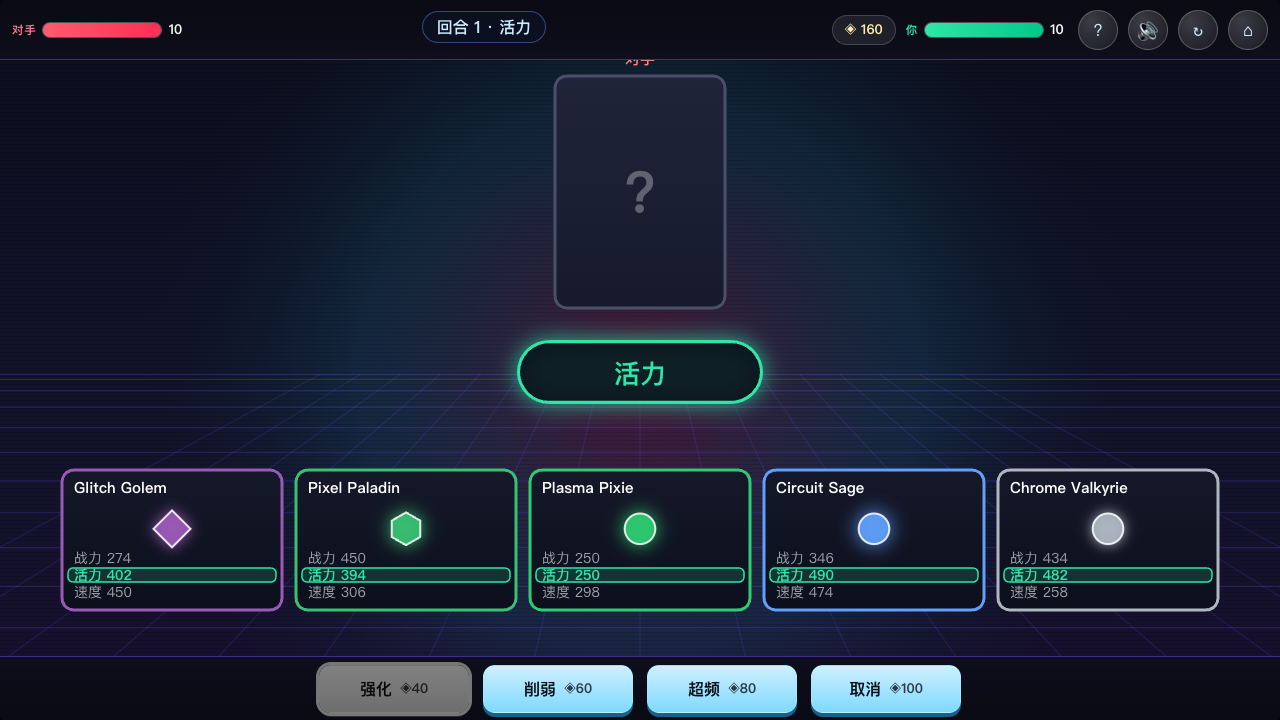 对手 10
回合 1 · 活力
◈ 160
你 10
?
对手
?
活力
Glitch Golem
战力 274
活力 402
速度 450
Pixel Paladin
战力 450
活力 394
速度 306
Plasma Pixie
战力 250
活力 250
速度 298
Circuit Sage
战力 346
活力 490
速度 474
Chrome Valkyrie
战力 434
活力 482
速度 258
强化 ◈40
削弱 ◈60
超频 ◈80
取消 ◈100